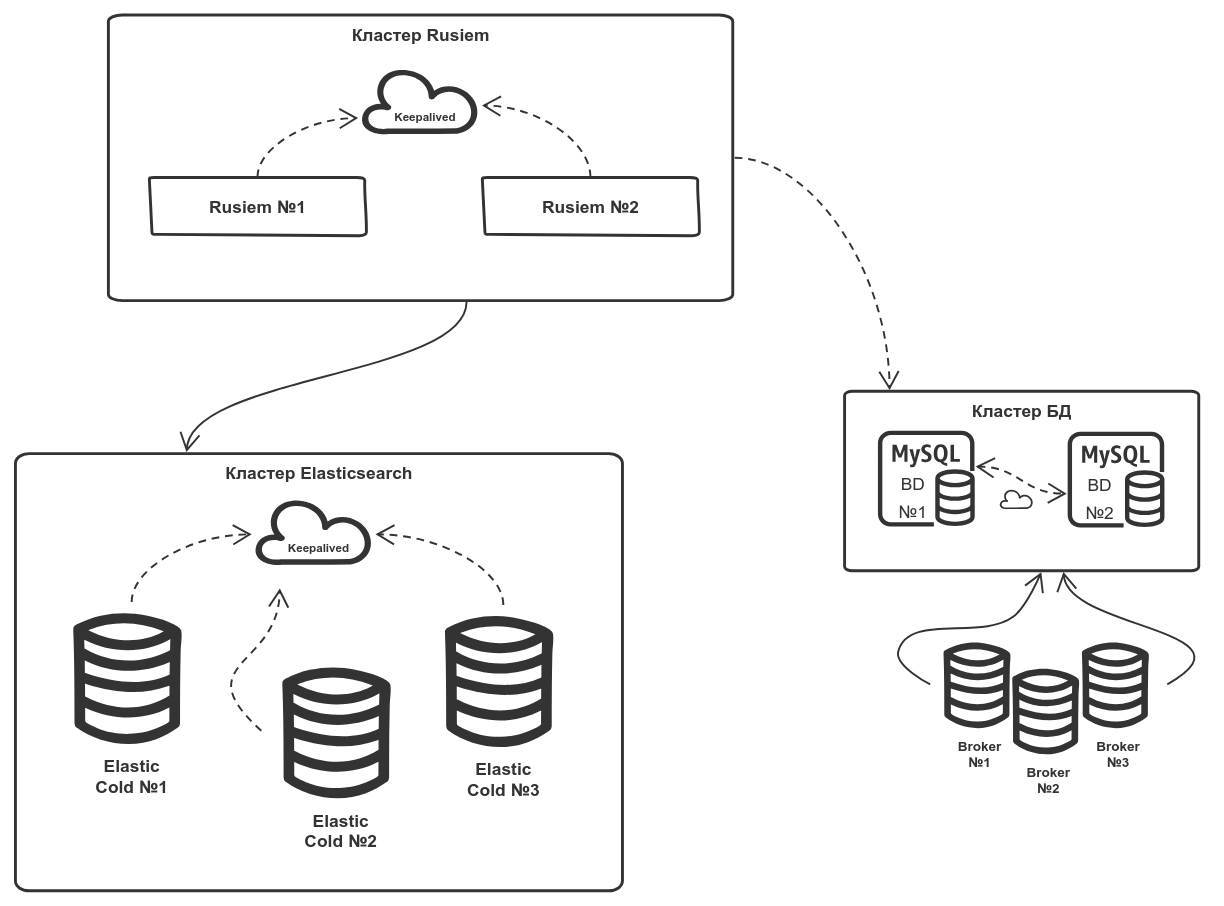 Кластер Rusiem
Keepalived
Rusiem №1
Rusiem №2
Кластер Elasticsearch
Keepalived
Elastic
Cold №1
Elastic
Cold №2
Elastic
Cold №3
Кластер БД
MySQL
BD
№1
MySQL
BD
№2
Broker
№1
Broker
№2
Broker
№3